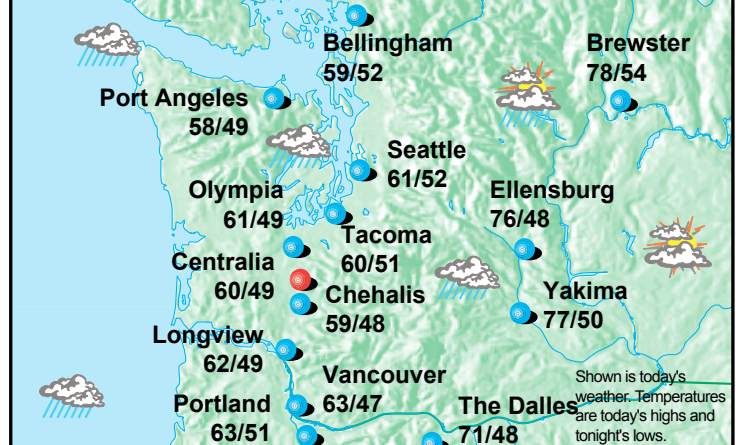 Bellingham
59/52
Brewster
78/54
Port Angeles
58/49
Seattle
61/52
Olympia
61/49
Ellensburg
76/48
Tacoma
60/51
Centralia
60/49
Chehalis
59/48
Yakima
77/50
Longview
62/49
Vancouver
63/47
Portland
63/51
The Dalles
71/48
Shown is today's
weather. Temperatures
are today's highs and
tonight's lows.